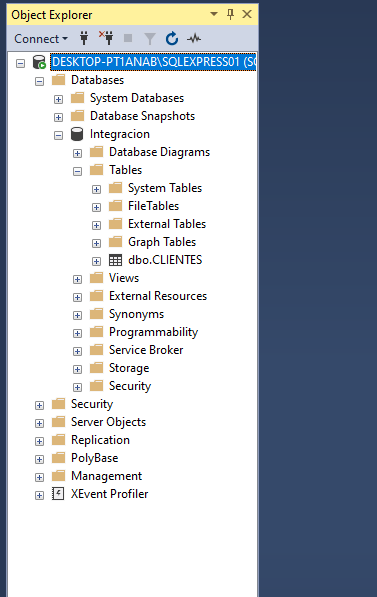 Object Explorer
Connect
DESKTOP-PTIANAB\SQLEXPRESS01 (SQ
Databases
System Databases
Database Snapshots
Integracion
Database Diagrams
Tables
System Tables
FileTables
External Tables
Graph Tables
dbo.CLIENTES
Views
External Resources
Synonyms
Programmability
Service Broker
Storage
Security
Security
Server Objects
Replication
PolyBase
Management
XEvent Profiler